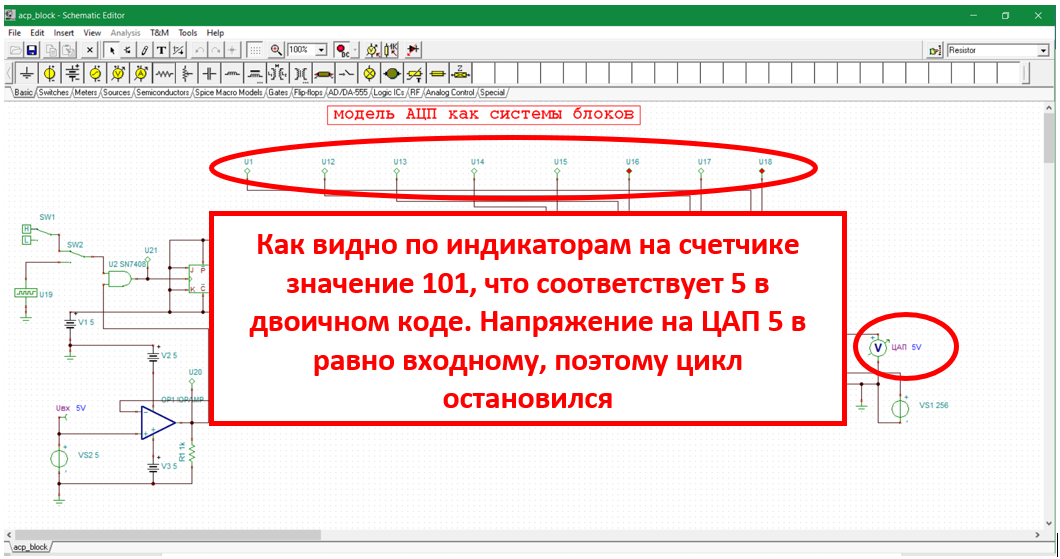 acp_block - Schematic Editor
File Edit Insert View Analysis T&M Tools Help
100% DC Resistor
Basic Switches Meters Sources Semiconductors Spice Macro Models Gates Flip-flops AD/DA-555 Logic ICs RF Analog Control Special
модель АЦП как системы блоков
U1 U12 U13 U14 U15 U16 U17 U18
SW1
H
L
SW2
U21
U2 SN7408
J P
K C
U19
V1 5
V2 5
U20
OP1 !OPAMP
Uвх 5V
VS2 5
V3 5
R1 1k
Как видно по индикаторам на счетчике
значение 101, что соответствует 5 в
двоичном коде. Напряжение на ЦАП 5 в
равно входному, поэтому цикл
остановился
V ЦАП 5V
VS1 256
acp_block